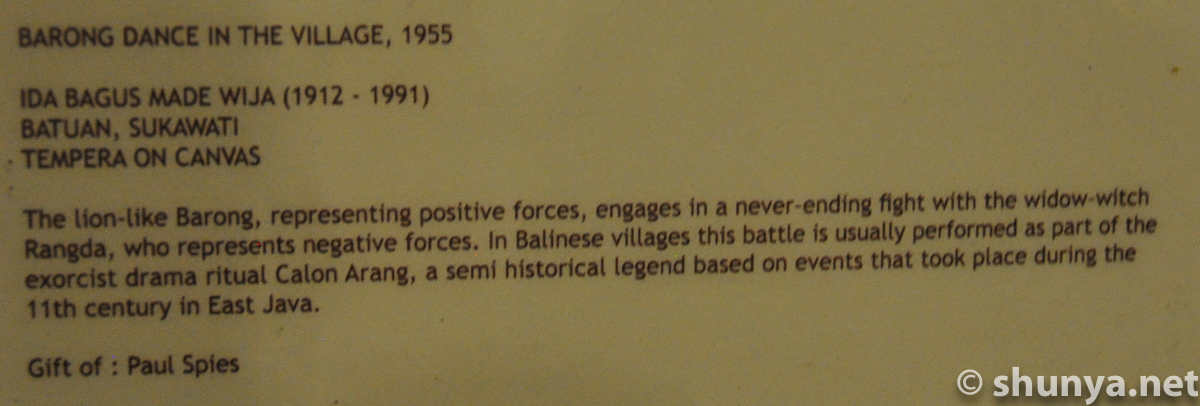 BARONG DANCE IN THE VILLAGE, 1955
IDA BAGUS MADE WIJA (1912 - 1991)
BATUAN, SUKAWATI
TEMPERA ON CANVAS
The lion-like Barong, representing positive forces, engages in a never-ending fight with the widow-witch
Rangda, who represents negative forces. In Balinese villages this battle is usually performed as part of the
exorcist drama ritual Calon Arang, a semi historical legend based on events that took place during the
11th century in East Java.
Gift of : Paul Spies
© shunya.net